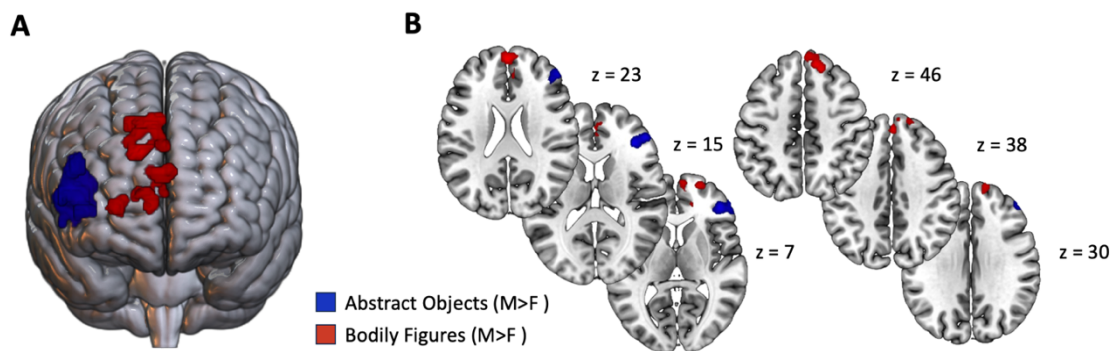 A
B
z = 23
z = 15
z = 7
z = 46
z = 38
z = 30
Abstract Objects (M>F )
Bodily Figures (M>F )